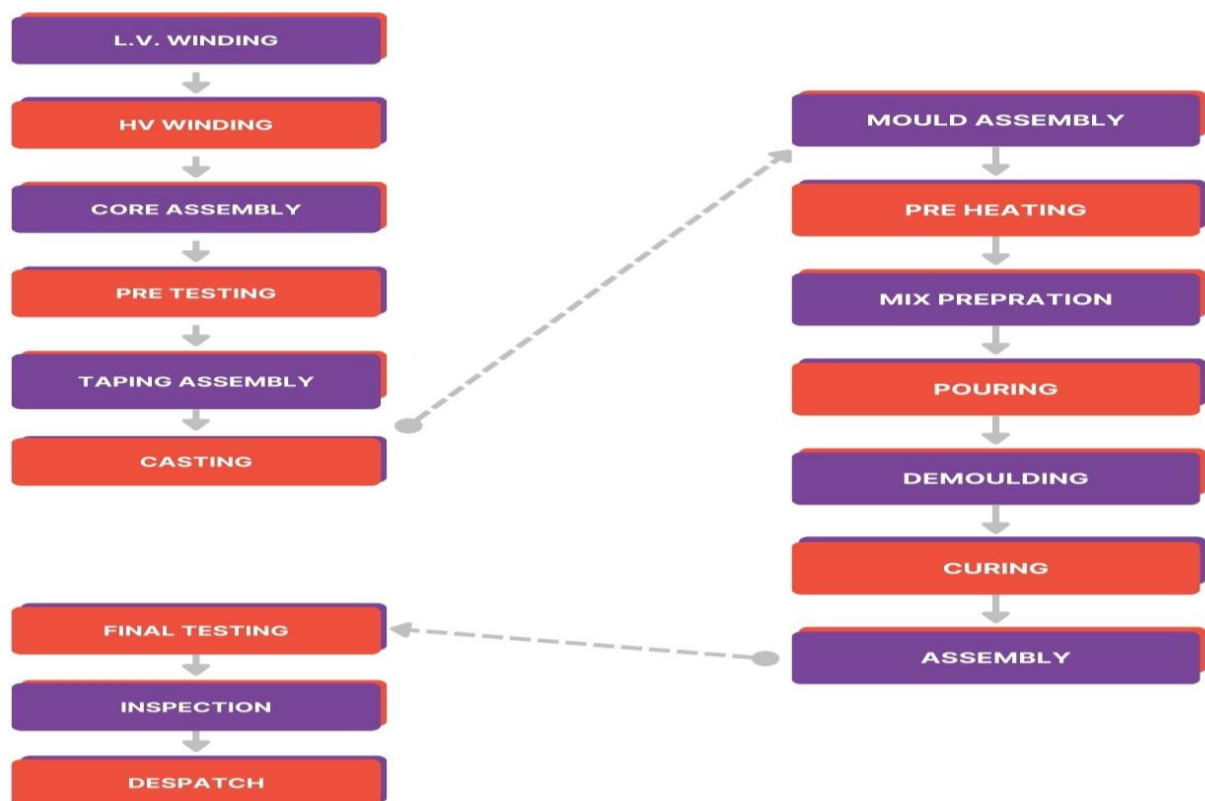 L.V. WINDING
HV WINDING
CORE ASSEMBLY
PRE TESTING
TAPING ASSEMBLY
CASTING
MOULD ASSEMBLY
PRE HEATING
MIX PREPRATION
POURING
DEMOULDING
CURING
ASSEMBLY
FINAL TESTING
INSPECTION
DESPATCH